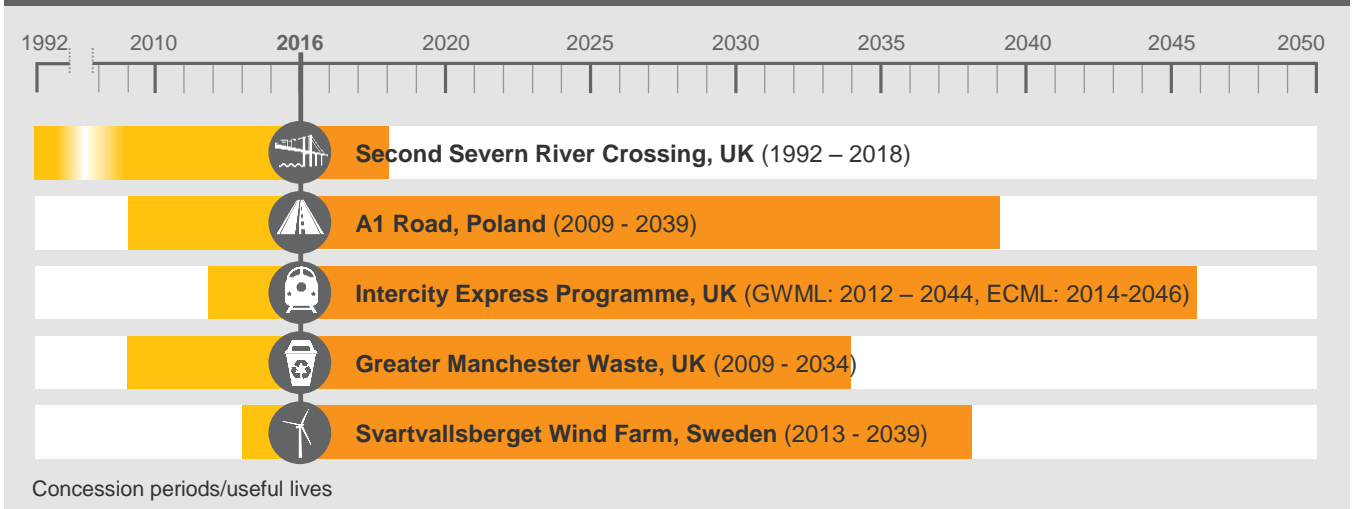 1992 2010 2016 2020 2025 2030 2035 2040 2045 2050
Second Severn River Crossing, UK (1992 – 2018)
A1 Road, Poland (2009 - 2039)
Intercity Express Programme, UK (GWML: 2012 – 2044, ECML: 2014-2046)
Greater Manchester Waste, UK (2009 - 2034)
Svartvallsberget Wind Farm, Sweden (2013 - 2039)
Concession periods/useful lives